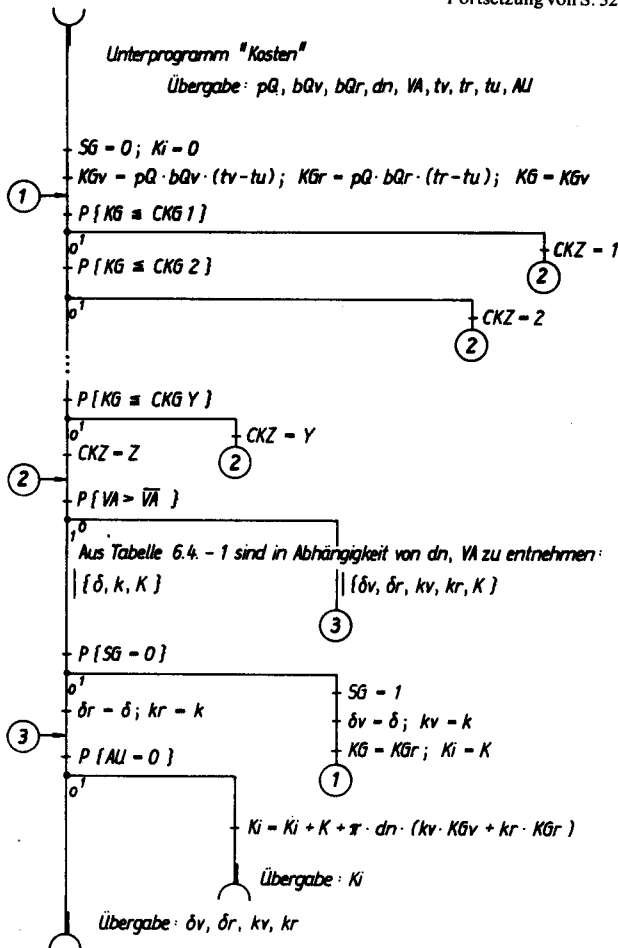 Fortsetzung von S. 52
Unterprogramm "Kosten"
Übergabe: pQ, bQv, bQr, dn, VA, tv, tr, tu, AU
SG = 0; Ki = 0
KGv = pQ · bQv · (tv-tu); KGr = pQ · bQr · (tr-tu); KG = KGv
1
P{KG ≦ CKG 1}
0 1
CKZ = 1
2
P{KG ≦ CKG 2}
0 1
CKZ = 2
2
P{KG ≦ CKG Y}
0 1
CKZ = Y
2
CKZ = Z
2
P{VA > V̅A̅}
1 0
Aus Tabelle 6.4. - 1 sind in Abhängigkeit von dn, VA zu entnehmen:
{δ, k, K} {δv, δr, kv, kr, K}
3
P{SG = 0}
0 1
SG = 1
δr = δ; kr = k
δv = δ; kv = k
3
KG = KGr; Ki = K
P{AU = 0}
1
0 1
Ki = Ki + K + π · dn · (kv · KGv + kr · KGr)
Übergabe: Ki
Übergabe: δv, δr, kv, kr